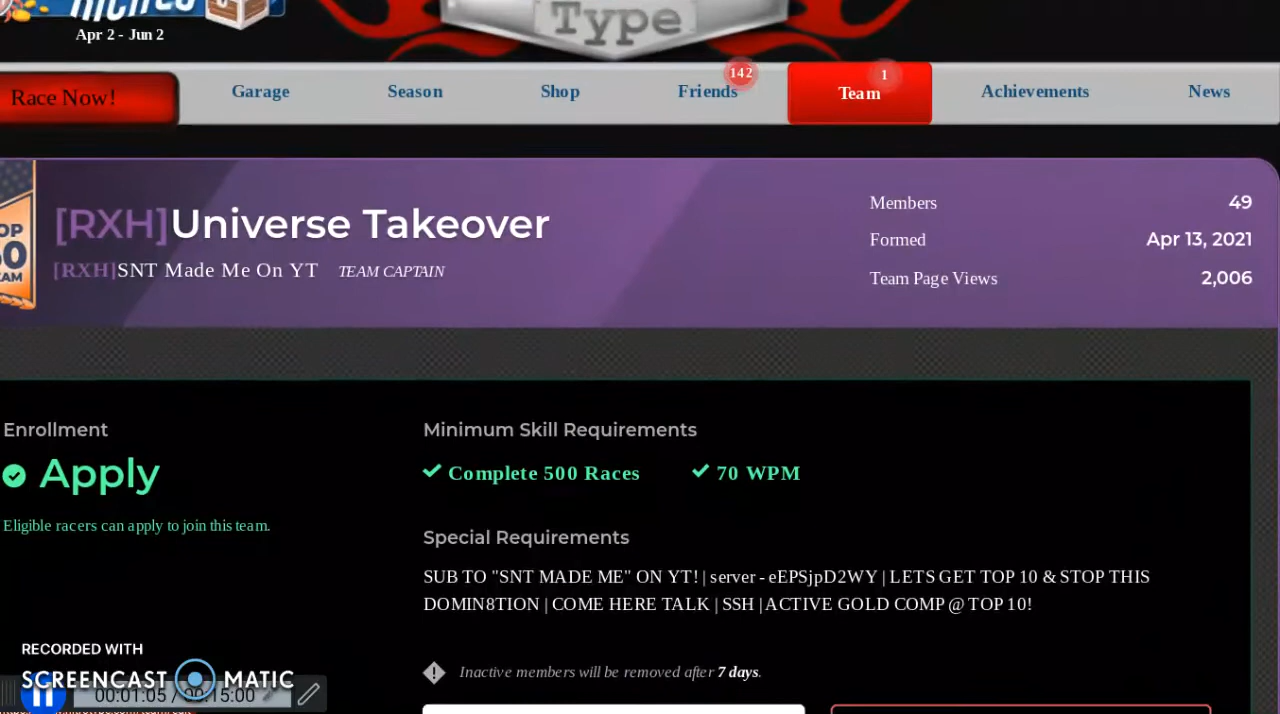 RICHES
Apr 2 - Jun 2
Type
Race Now!
Garage
Season
Shop
Friends
142
Team
1
Achievements
News
[RXH]Universe Takeover
[RXH]SNT Made Me On YT TEAM CAPTAIN
Members 49
Formed Apr 13, 2021
Team Page Views 2,006
Enrollment
Apply
Eligible racers can apply to join this team.
Minimum Skill Requirements
Complete 500 Races 70 WPM
Special Requirements
SUB TO "SNT MADE ME" ON YT! | server - eEPSjpD2WY | LETS GET TOP 10 & STOP THIS
DOMIN8TION | COME HERE TALK | SSH | ACTIVE GOLD COMP @ TOP 10!
Inactive members will be removed after 7 days.
RECORDED WITH
SCREENCAST MATIC
00:01:05 / 00:15:00